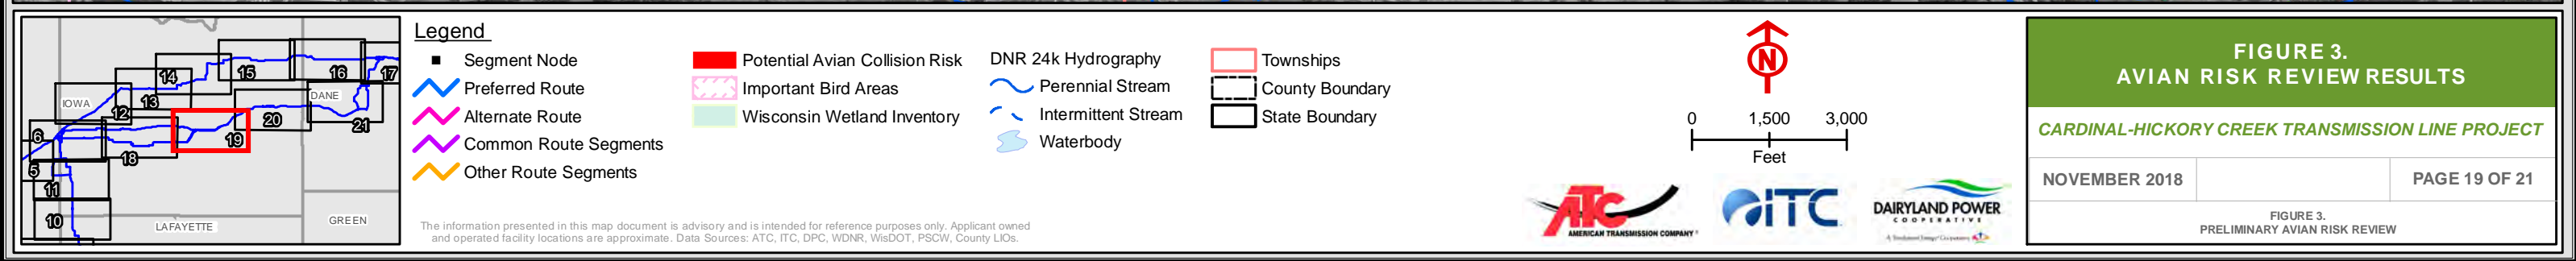 14
15
16
17
IOWA
13
12
DANE
20
21
6
19
18
5
11
10
LAFAYETTE
GREEN
Legend
Segment Node
Preferred Route
Alternate Route
Common Route Segments
Other Route Segments
Potential Avian Collision Risk
Important Bird Areas
Wisconsin Wetland Inventory
DNR 24k Hydrography
Perennial Stream
Intermittent Stream
Waterbody
Townships
County Boundary
State Boundary
The information presented in this map document is advisory and is intended for reference purposes only. Applicant owned
and operated facility locations are approximate. Data Sources: ATC, ITC, DPC, WDNR, WisDOT, PSCW, County LIOs.
N
0 1,500 3,000
Feet
ATC
AMERICAN TRANSMISSION COMPANY®
ITC
DAIRYLAND POWER
COOPERATIVE
FIGURE 3.
AVIAN RISK REVIEW RESULTS
CARDINAL-HICKORY CREEK TRANSMISSION LINE PROJECT
NOVEMBER 2018
PAGE 19 OF 21
FIGURE 3.
PRELIMINARY AVIAN RISK REVIEW